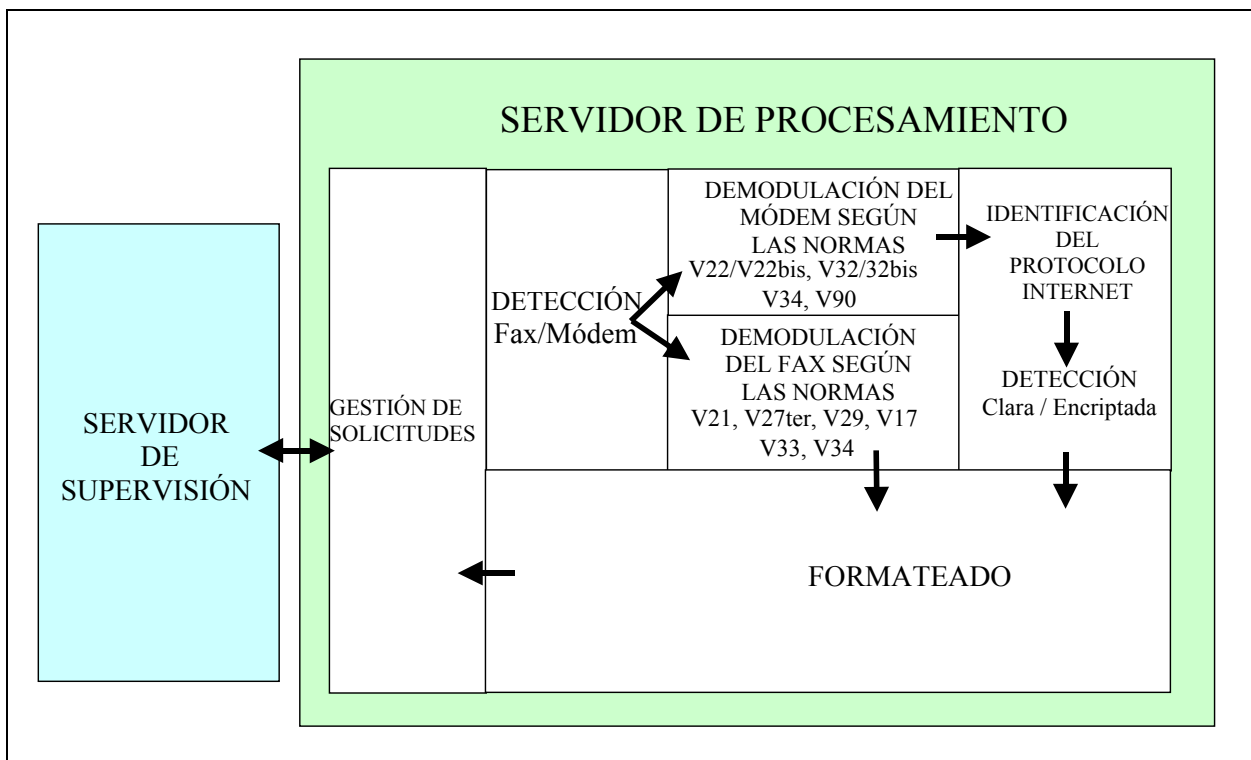 SERVIDOR DE PROCESAMIENTO
SERVIDOR
DE
SUPERVISIÓN
GESTIÓN DE
SOLICITUDES
DETECCIÓN
Fax/Módem
DEMODULACIÓN DEL
MÓDEM SEGÚN
LAS NORMAS
V22/V22bis, V32/32bis
V34, V90
DEMODULACIÓN
DEL FAX SEGÚN
LAS NORMAS
V21, V27ter, V29, V17
V33, V34
IDENTIFICACIÓN
DEL
PROTOCOLO
INTERNET
DETECCIÓN
Clara / Encriptada
FORMATEADO